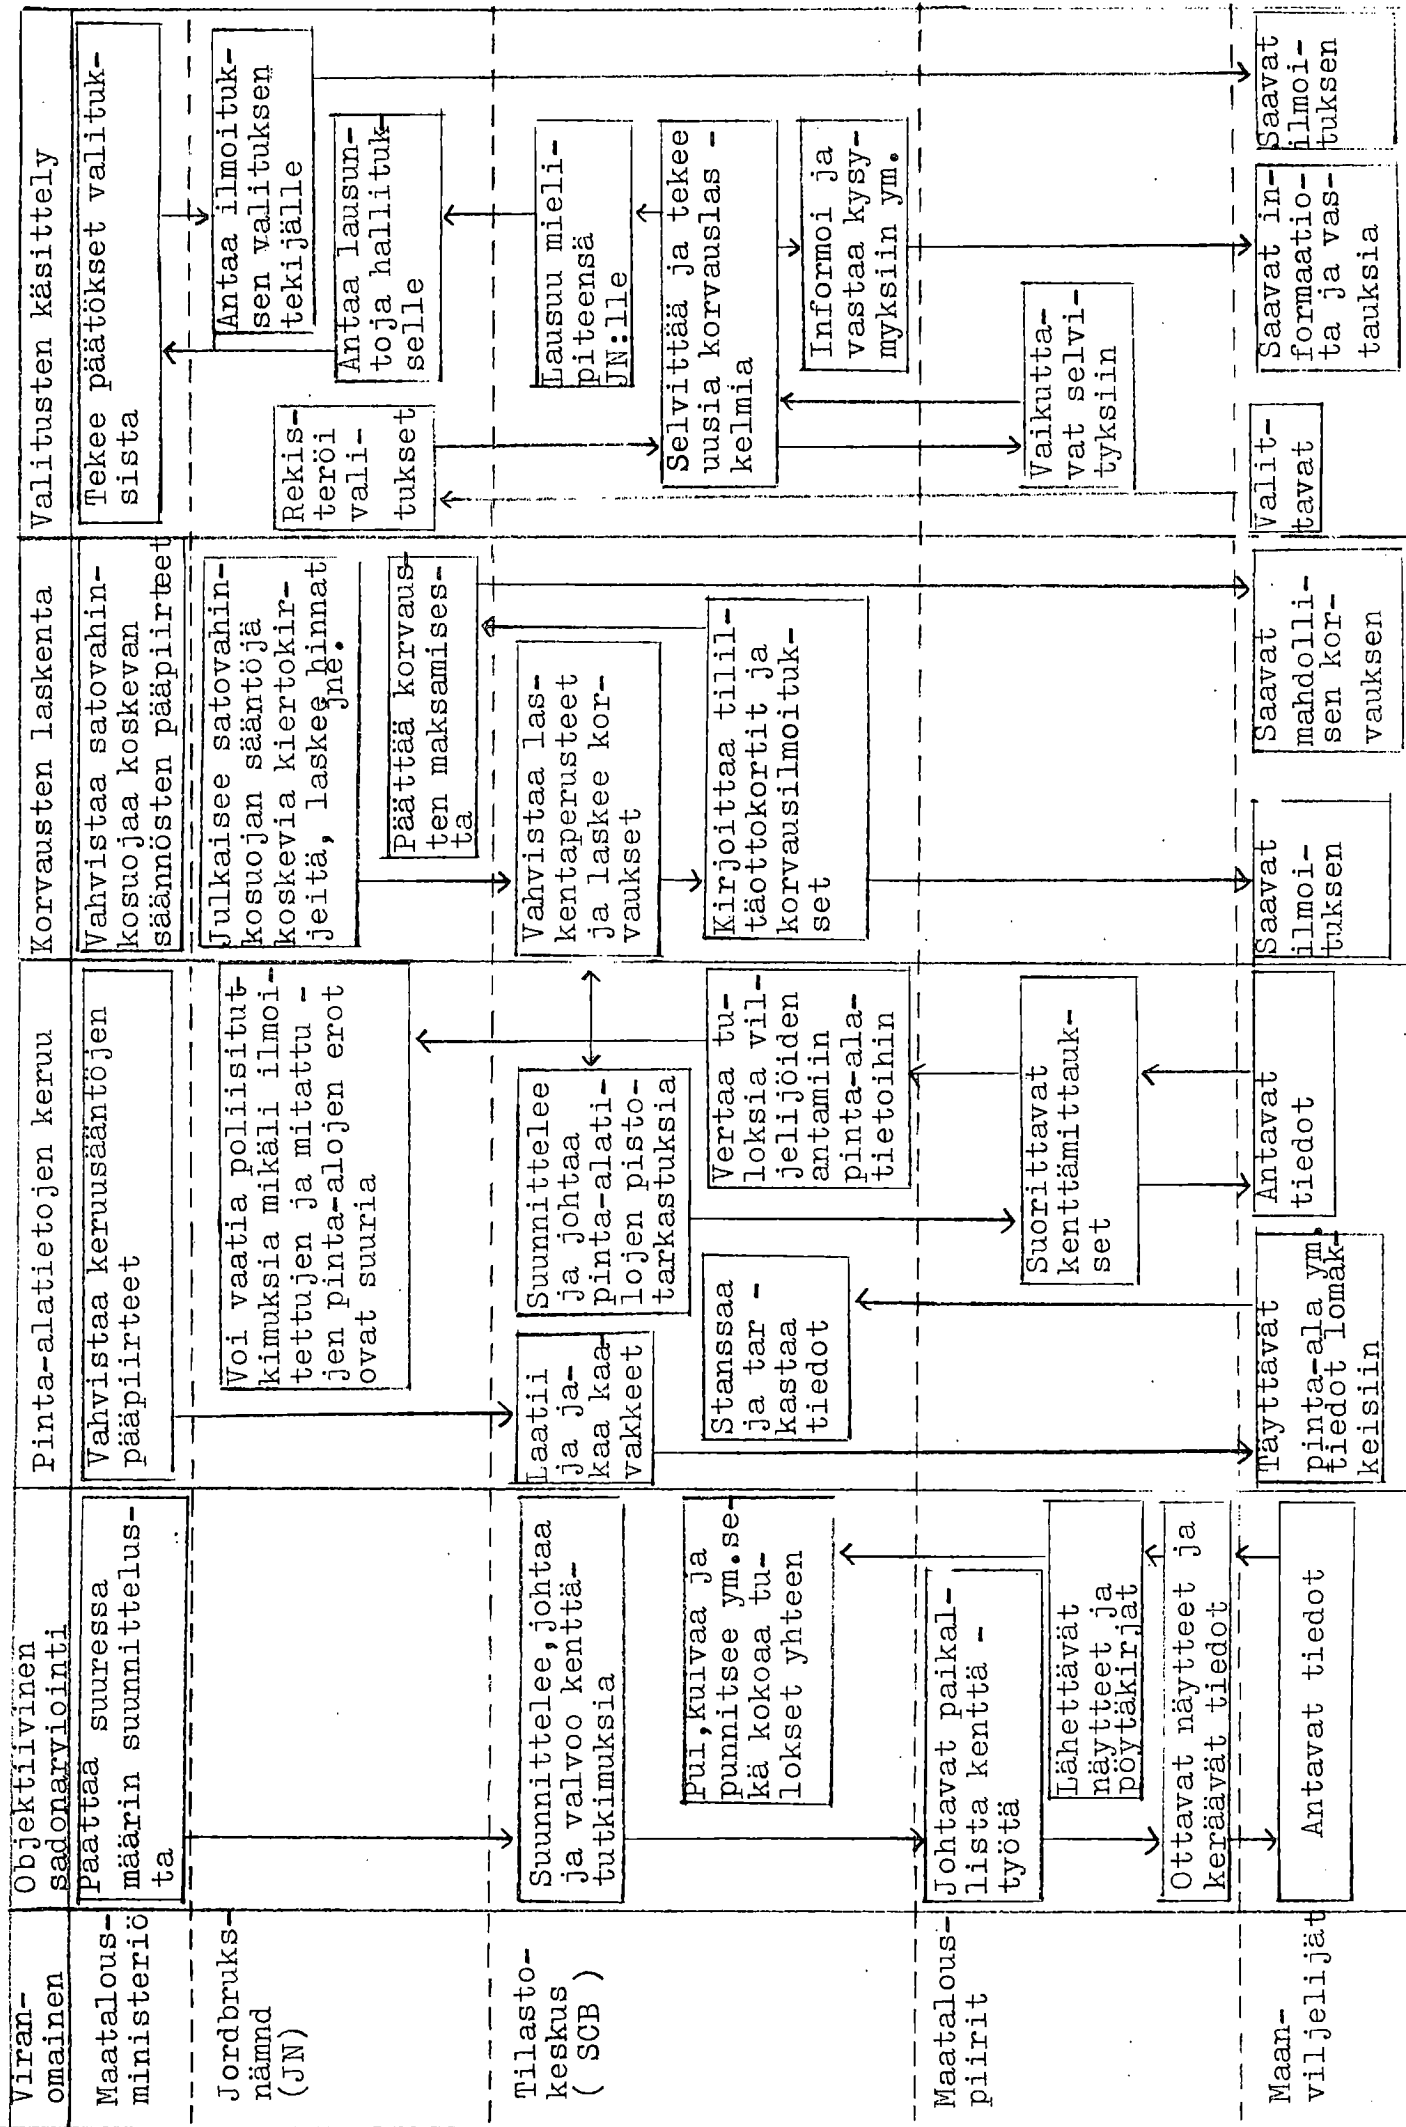 Viran-
omainen
Objektiivinen
sadonarviointi
Pinta-alatietojen keruu
Korvausten laskenta
Valitusten käsittely
Maatalous-
ministeriö
Päättaa suuressa
määrin suunnittelus-
ta
Vahvistaa keruusääntöjen
pääpiirteet
Vahvistaa satovahin-
kosuojaa koskevan
säännösten pääpiirteet
Tekee päätökset valituk-
sista
Jordbruks-
nämnd
(JN)
Voi vaatia poliisitut-
kimuksia mikäli ilmoi-
tettujen ja mitattu -
jen pinta-alojen erot
ovat suuria
Julkaisee satovahin-
kosuojan sääntöjä
koskevia kiertokir-
jeitä, laskee hinnat
jne.
Päättää korvaus-
ten maksamises-
ta
Rekis-
teröi
vali-
tukset
Antaa ilmoituk-
sen valituksen
tekijälle
Antaa lausun-
toja hallituk-
selle
Tilasto-
keskus
( SCB )
Suunnittelee,johtaa
ja valvoo kenttä-
tutkimuksia
Pui,kuivaa ja
punnitsee ym.se-
kä kokoaa tu-
lokset yhteen
Laatii
ja ja-
kaa kaa-
vakkeet
Stanssaa
ja tar -
kastaa
tiedot
Suunnittelee
ja johtaa
pinta-alati-
lojen pisto-
tarkastuksia
Vertaa tu-
loksia vil-
jelijöiden
antamiin
pinta-ala-
tietoihin
Vahvistaa las-
kentaperusteet
ja laskee kor-
vaukset
Kirjoittaa tilil-
täottokortit ja
korvausilmoituk-
set
Lausuu mieli-
piteensä
JN:lle
Selvittää ja tekee
uusia korvauslas -
kelmia
Informoi ja
vastaa kysy-
myksiin ym.
Maatalous-
piirit
Johtavat paikal-
lista kenttä -
työtä
Lähettävät
näytteet ja
pöytäkirjat
Ottavat näytteet ja
keräävät tiedot
Suorittavat
kenttämittauk-
set
Vaikutta-
vat selvi-
tyksiin
Maan-
viljelijät
Antavat tiedot
Täyttävät
pinta-ala ym.
tiedot lomak-
keisiin
Antavat
tiedot
Saavat
ilmoi-
tuksen
Saavat
mahdolli-
sen kor-
vauksen
Valit-
tavat
Saavat in-
formaatio-
ta ja vas-
tauksia
Saavat
ilmoi-
tuksen